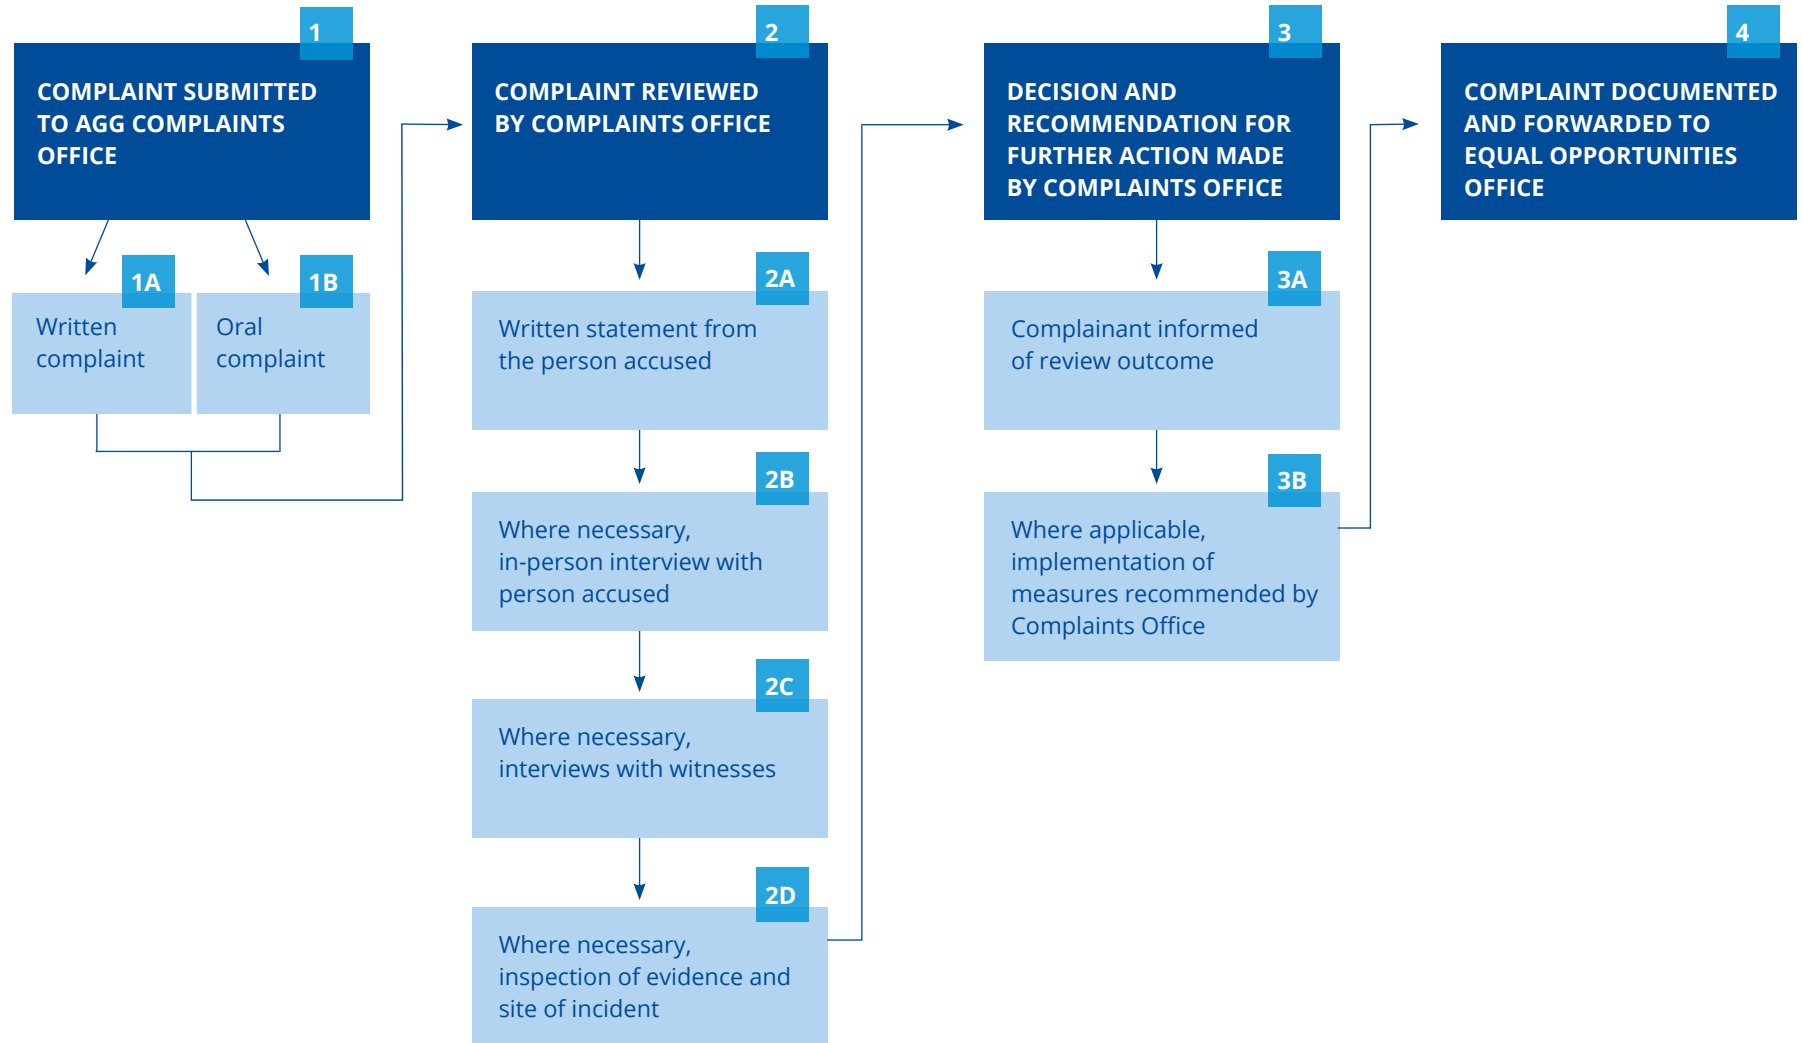 1
COMPLAINT SUBMITTED
TO AGG COMPLAINTS
OFFICE
1A
Written
complaint
1B
Oral
complaint
2
COMPLAINT REVIEWED
BY COMPLAINTS OFFICE
2A
Written statement from
the person accused
2B
Where necessary,
in-person interview with
person accused
2C
Where necessary,
interviews with witnesses
2D
Where necessary,
inspection of evidence and
site of incident
3
DECISION AND
RECOMMENDATION FOR
FURTHER ACTION MADE
BY COMPLAINTS OFFICE
3A
Complainant informed
of review outcome
3B
Where applicable,
implementation of
measures recommended by
Complaints Office
4
COMPLAINT DOCUMENTED
AND FORWARDED TO
EQUAL OPPORTUNITIES
OFFICE